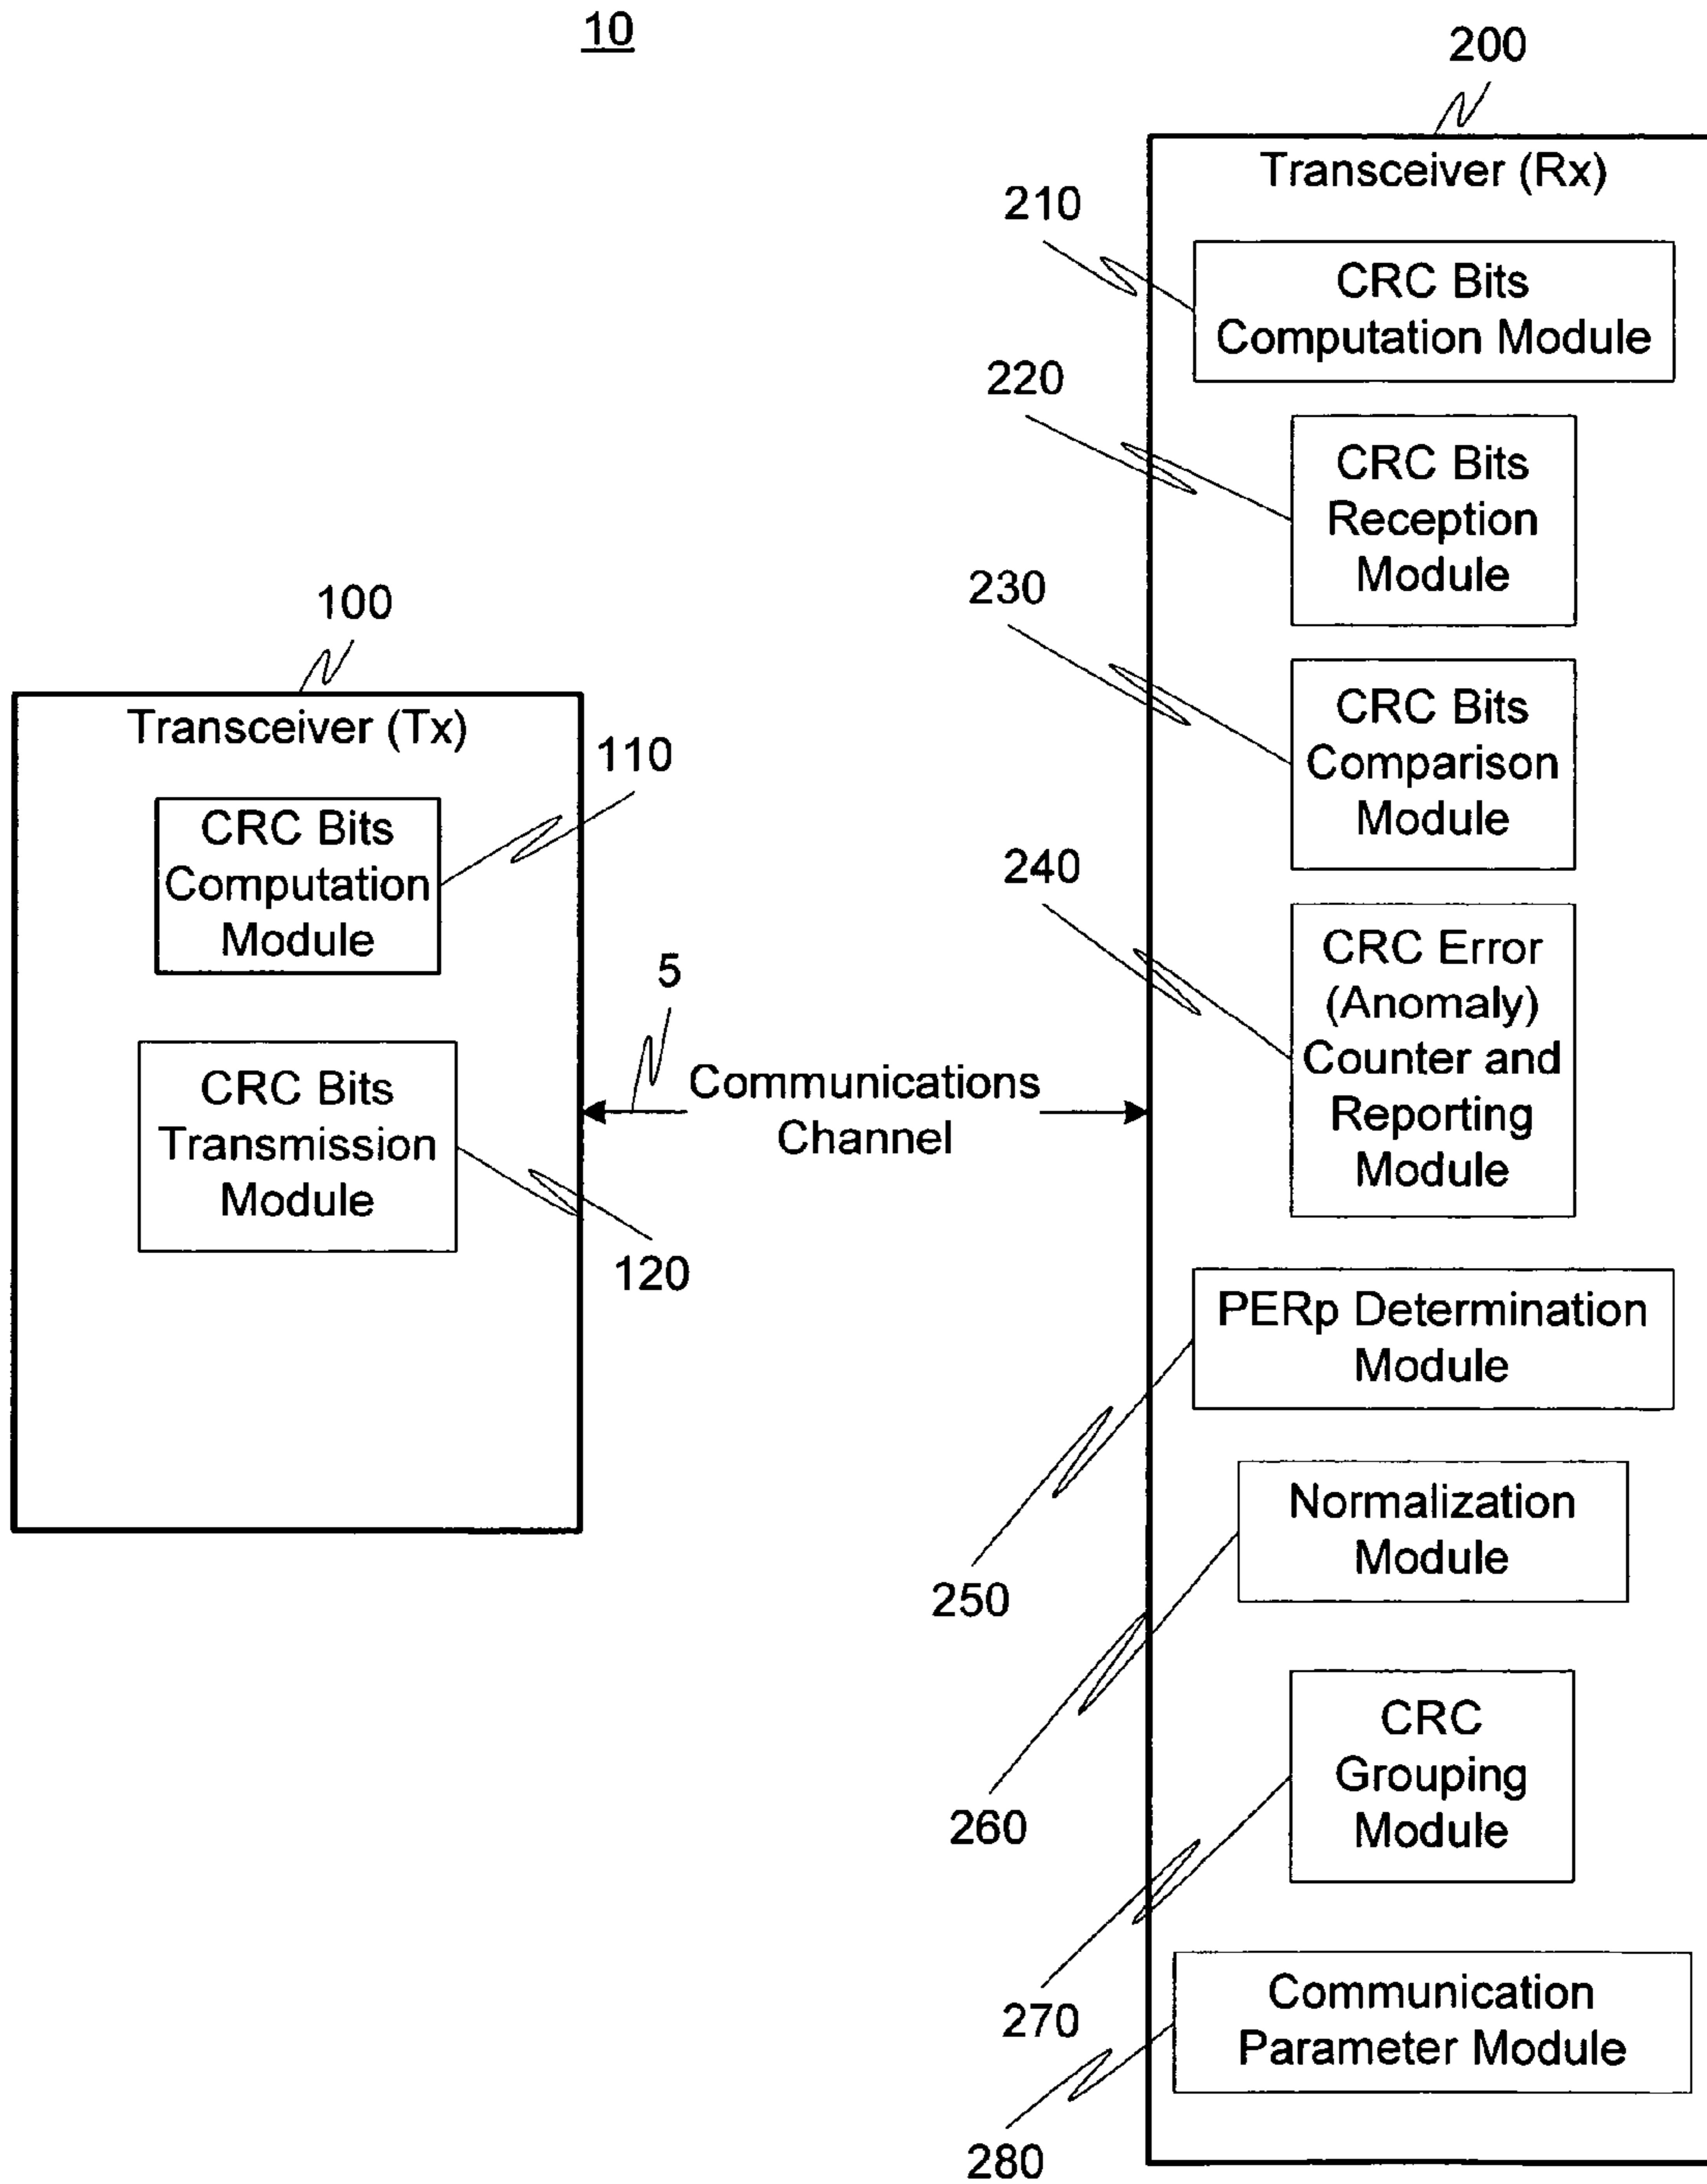 10
200
Transceiver (Rx)
210
CRC Bits
Computation Module
220
CRC Bits
Reception
Module
230
CRC Bits
Comparison
Module
240
CRC Error
(Anomaly)
Counter and
Reporting
Module
PERp Determination
Module
250
Normalization
Module
260
CRC
Grouping
Module
270
Communication
Parameter Module
280
100
Transceiver (Tx)
110
CRC Bits
Computation
Module
CRC Bits
Transmission
Module
120
5
Communications
Channel